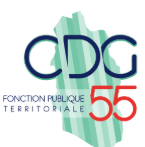 CDG
FONCTION PUBLIQUE
TERRITORIALE
55